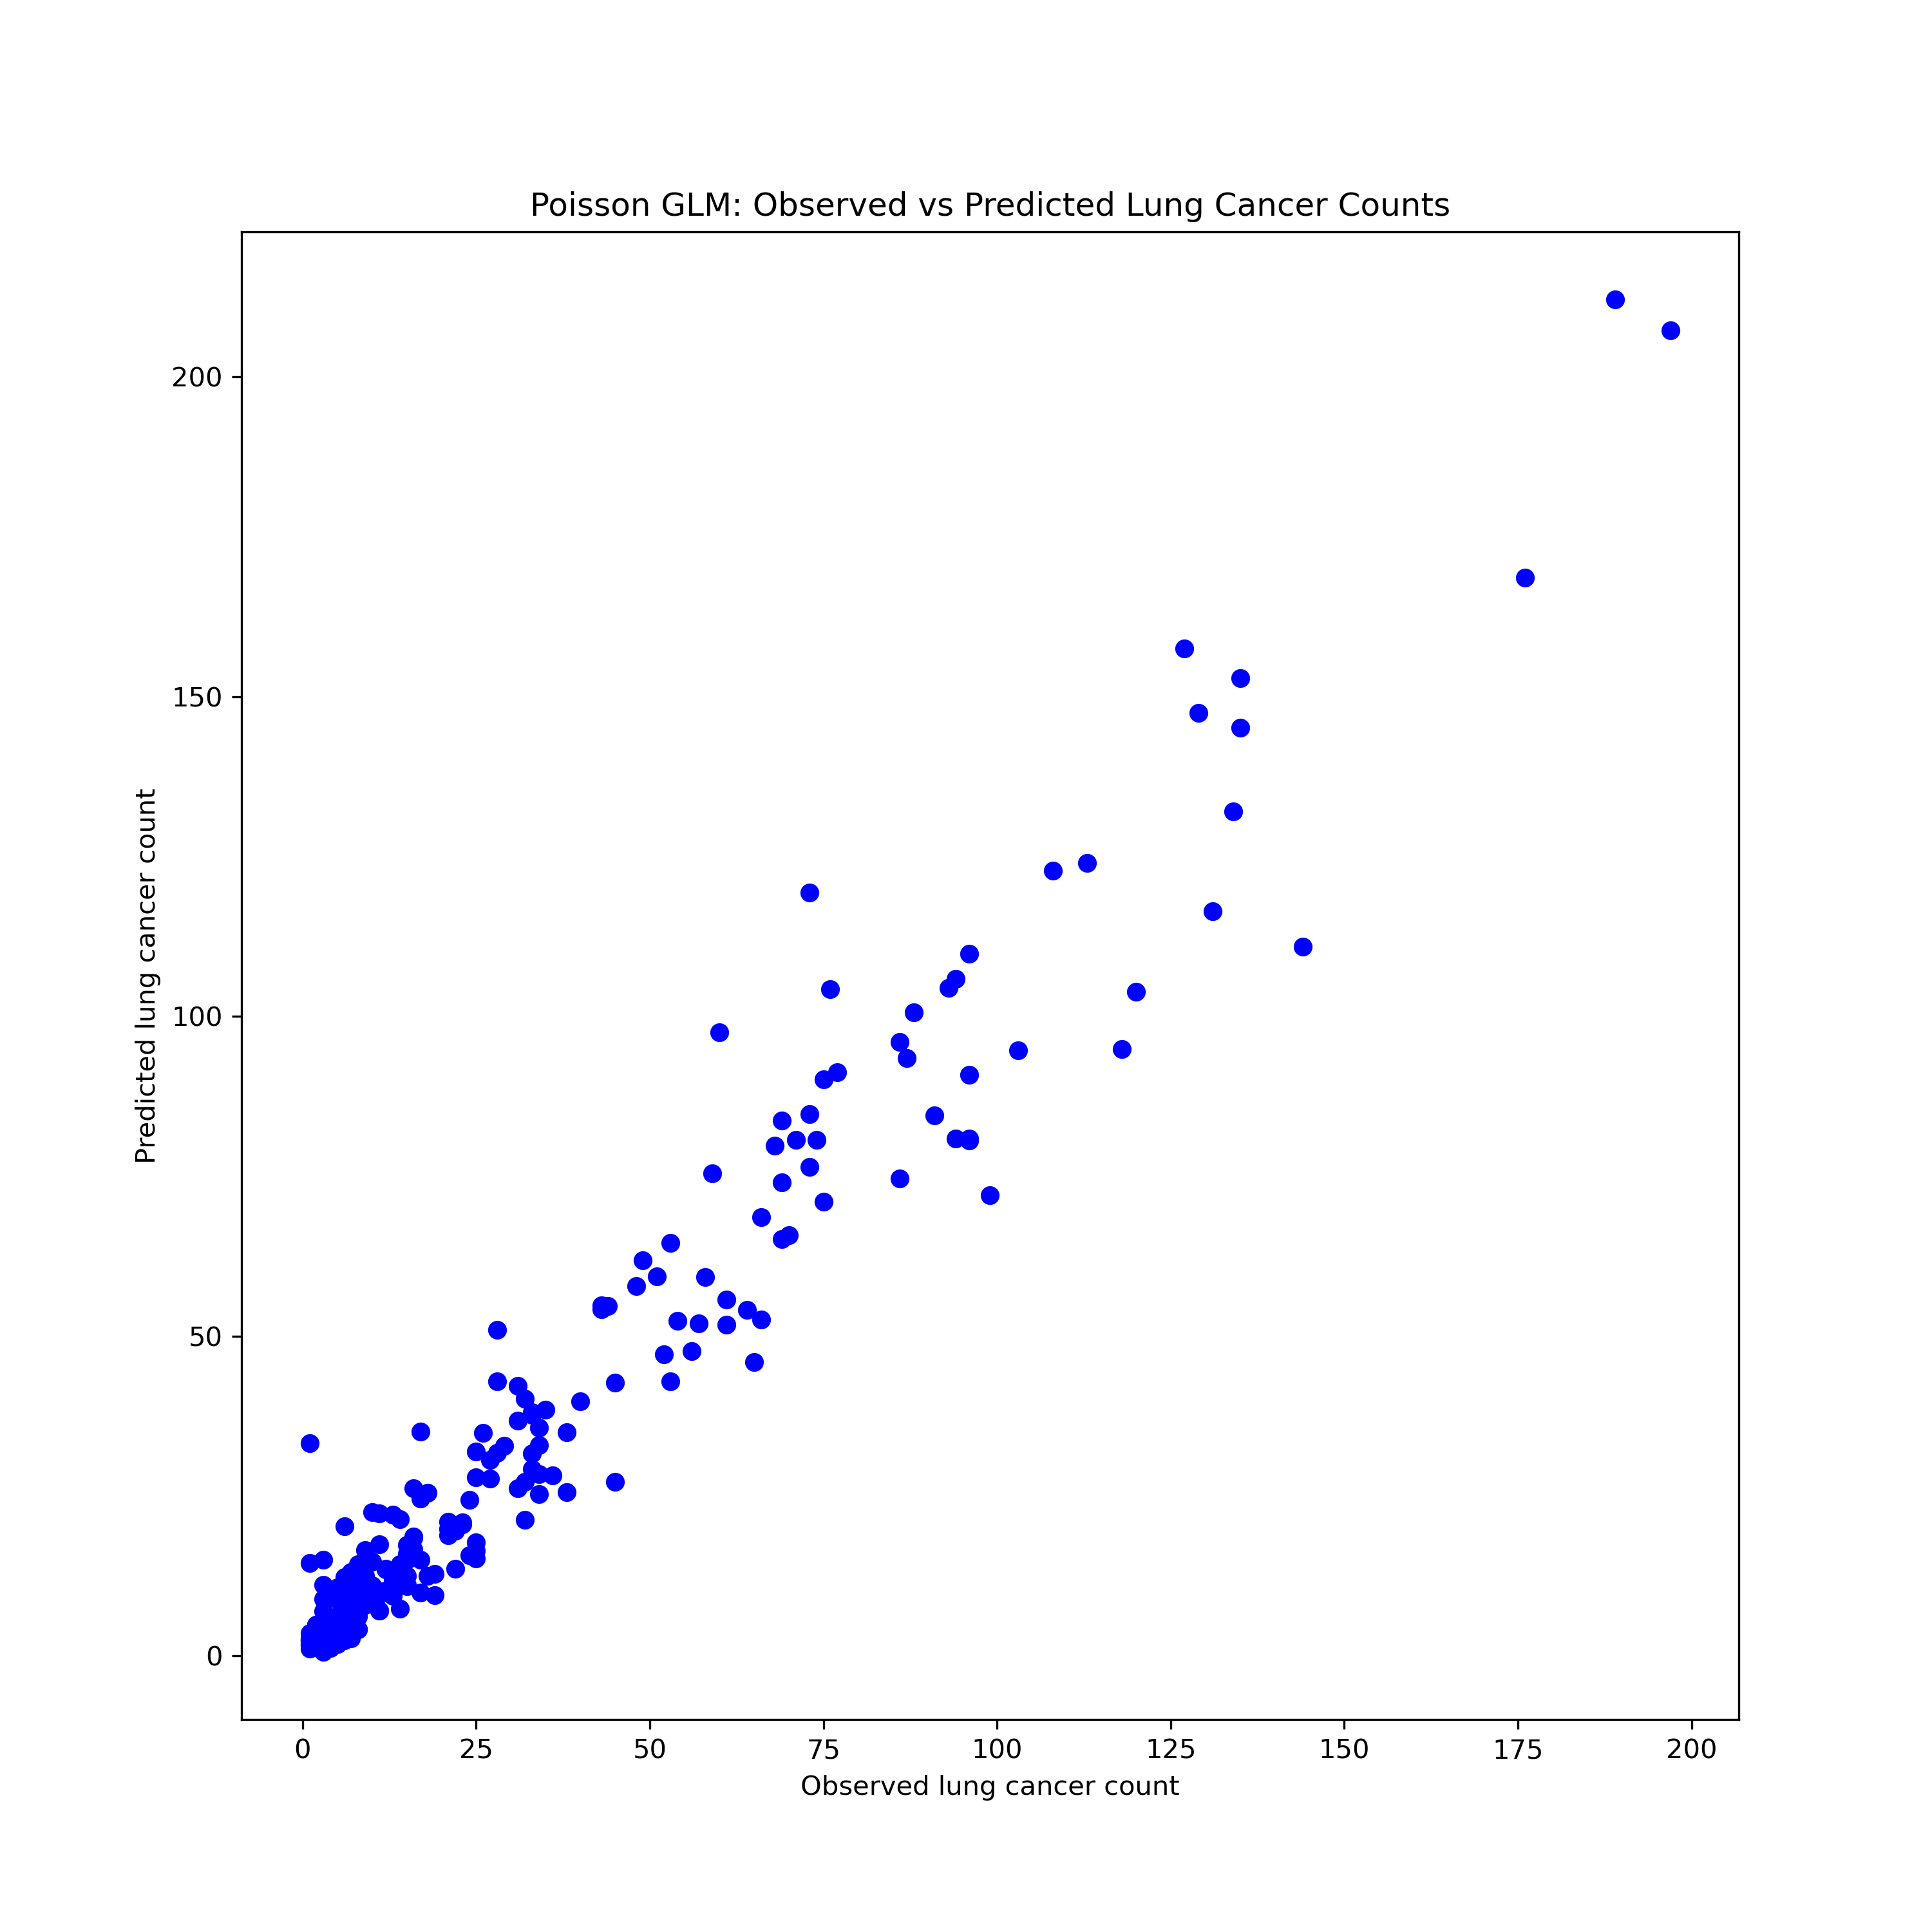 Poisson GLM: Observed vs Predicted Lung Cancer Counts
200
150
100
50
0
Predicted lung cancer count
0 25 50 75 100 125 150 175 200
Observed lung cancer count